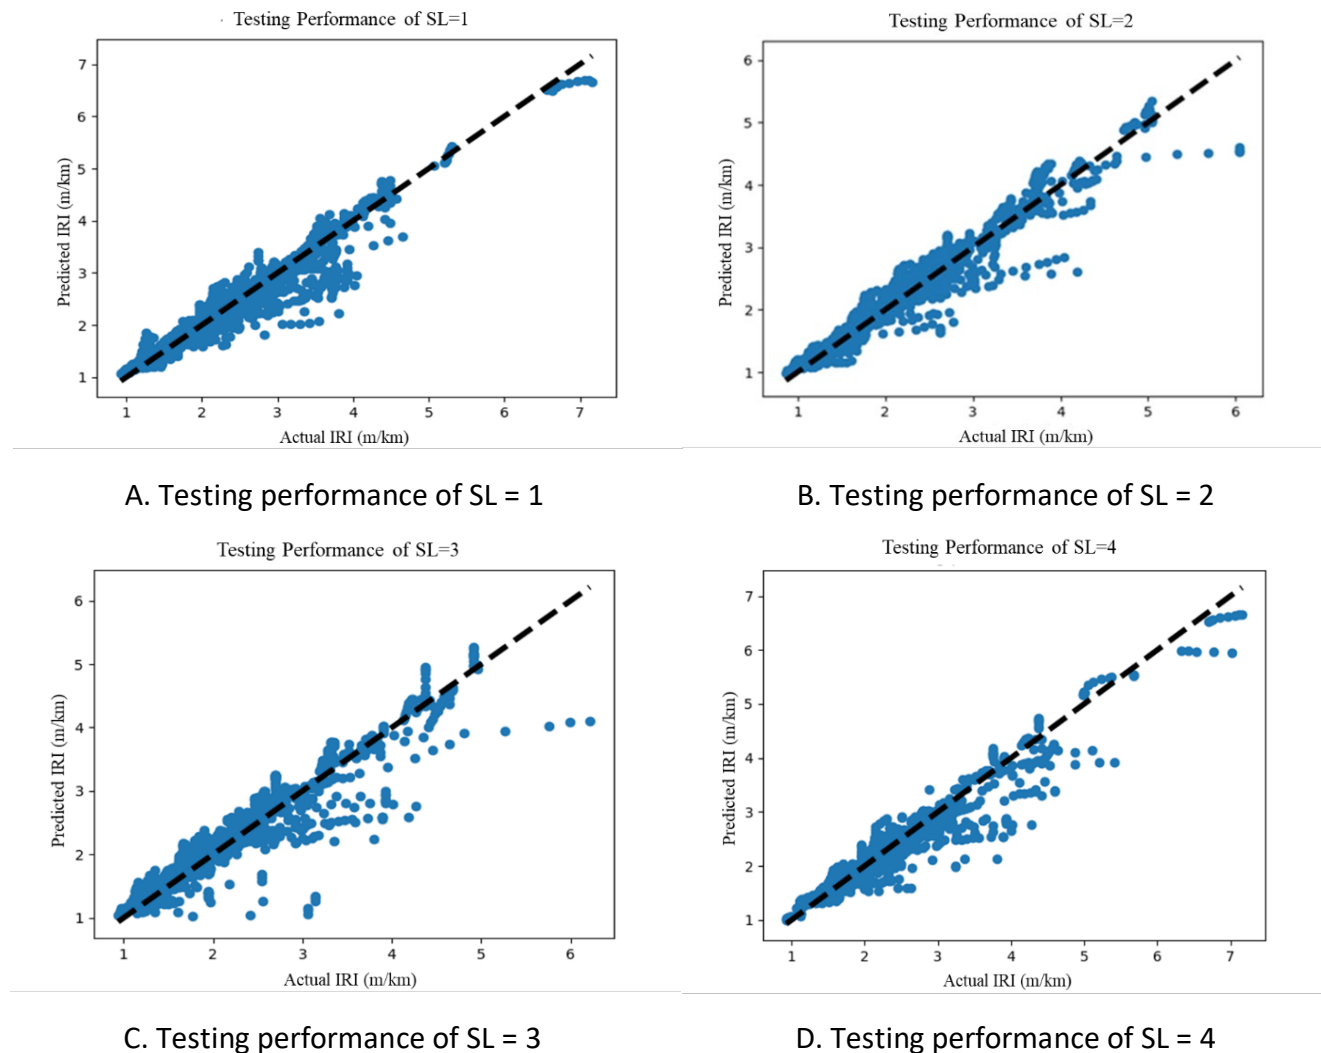 Testing Performance of SL=1
7
6
5
4
3
2
1
Predicted IRI (m/km)
1 2 3 4 5 6 7
Actual IRI (m/km)
A. Testing performance of SL = 1
Testing Performance of SL=2
6
5
4
3
2
1
Predicted IRI (m/km)
1 2 3 4 5 6
Actual IRI (m/km)
B. Testing performance of SL = 2
Testing Performance of SL=3
6
5
4
3
2
1
Predicted IRI (m/km)
1 2 3 4 5 6
Actual IRI (m/km)
C. Testing performance of SL = 3
Testing Performance of SL=4
7
6
5
4
3
2
1
Predicted IRI (m/km)
1 2 3 4 5 6 7
Actual IRI (m/km)
D. Testing performance of SL = 4